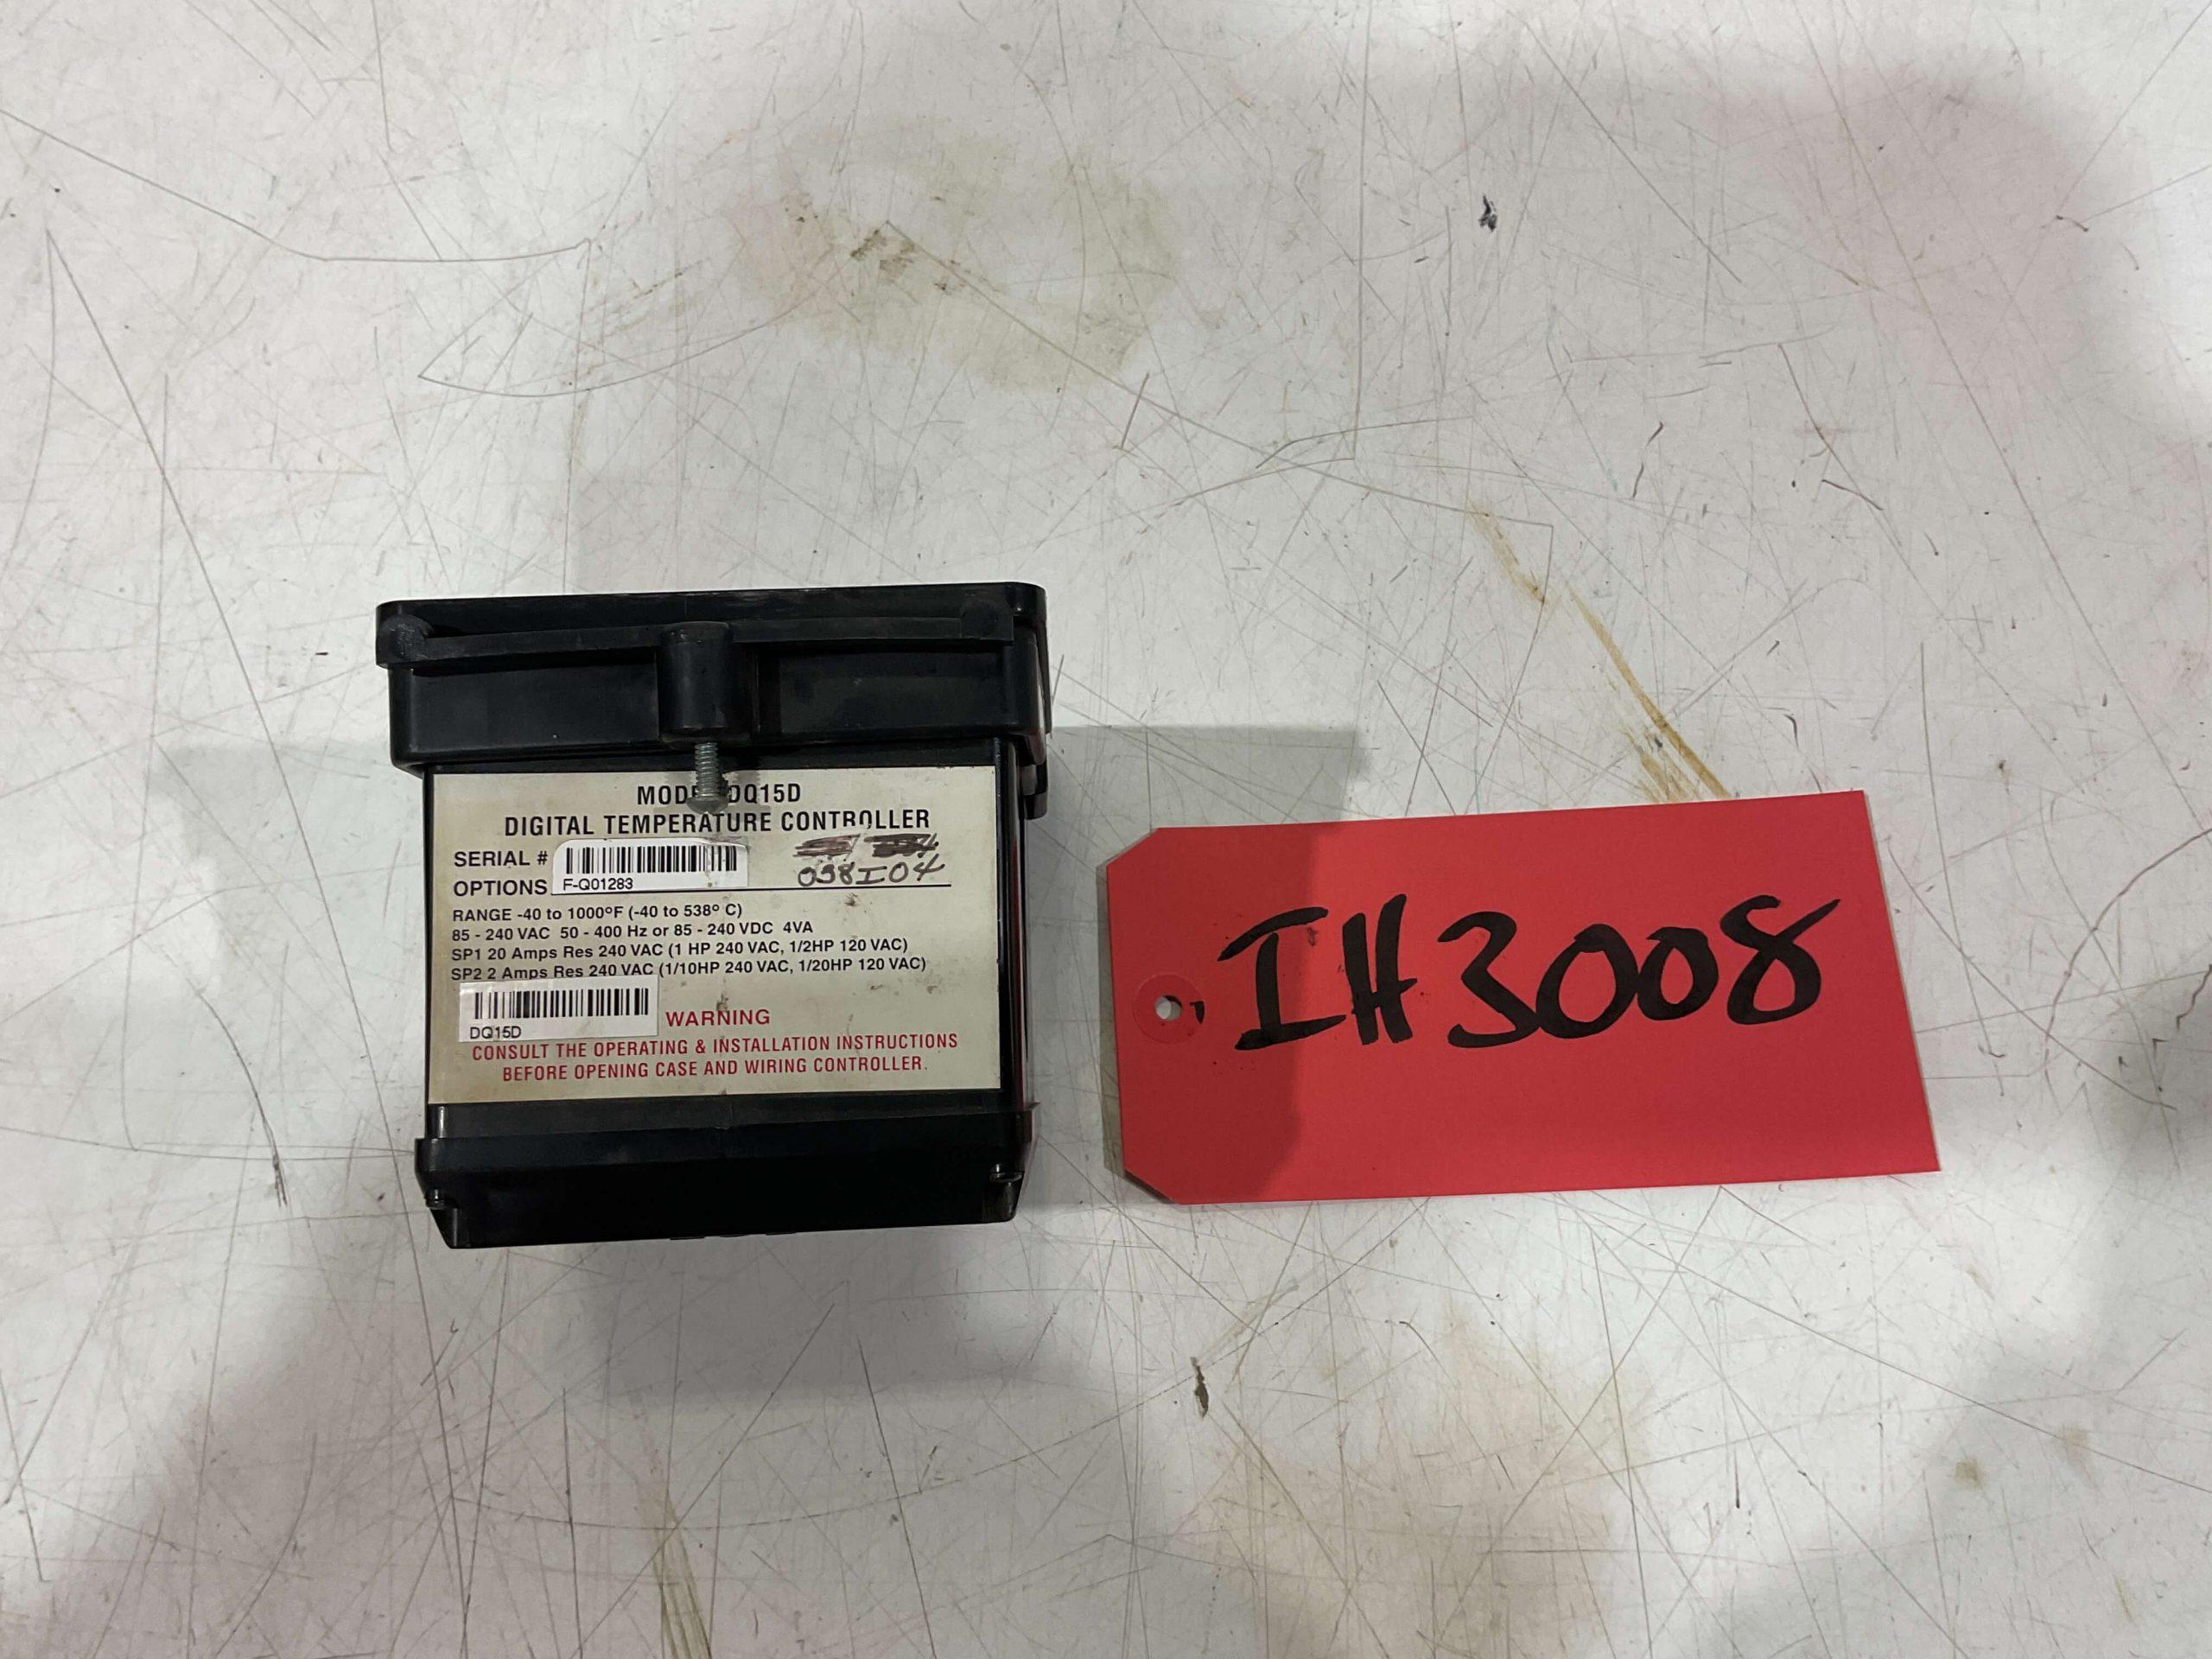 DQ15D
DIGITAL TEMPERATURE CONTROLLER
SERIAL #
F-Q01283
OPTIONS
RANGE -40 to 1000°F (-40 to 538° C)
85 - 240 VAC 50 - 400 Hz or 85 - 240 VDC 4VA
SP1 20 Amps Res 240 VAC (1 HP 240 VAC, 1/2HP 120 VAC)
SP2 2 Amps Res 240 VAC (1/10HP 240 VAC, 1/20HP 120 VAC)
DQ15D
WARNING
CONSULT THE OPERATING & INSTALLATION INSTRUCTIONS
BEFORE OPENING CASE AND WIRING CONTROLLER.
IH3008